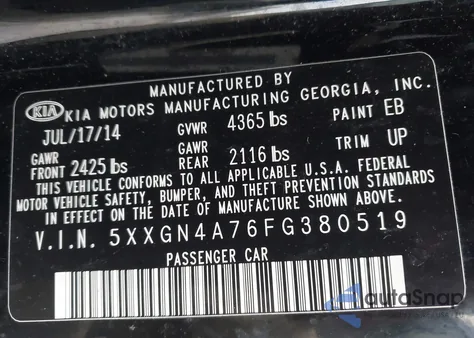 MANUFACTURED BY
KIA KIA MOTORS MANUFACTURING GEORGIA, INC.
JUL/17/14 GVWR 4365 lbs PAINT EB
GAWR FRONT 2425 lbs GAWR REAR 2116 lbs TRIM UP
THIS VEHICLE CONFORMS TO ALL APPLICABLE U.S.A. FEDERAL
MOTOR VEHICLE SAFETY, BUMPER, AND THEFT PREVENTION STANDARDS
IN EFFECT ON THE DATE OF MANUFACTURE SHOWN ABOVE.
V.I.N. 5XXGN4A76FG380519
PASSENGER CAR
autoSnap